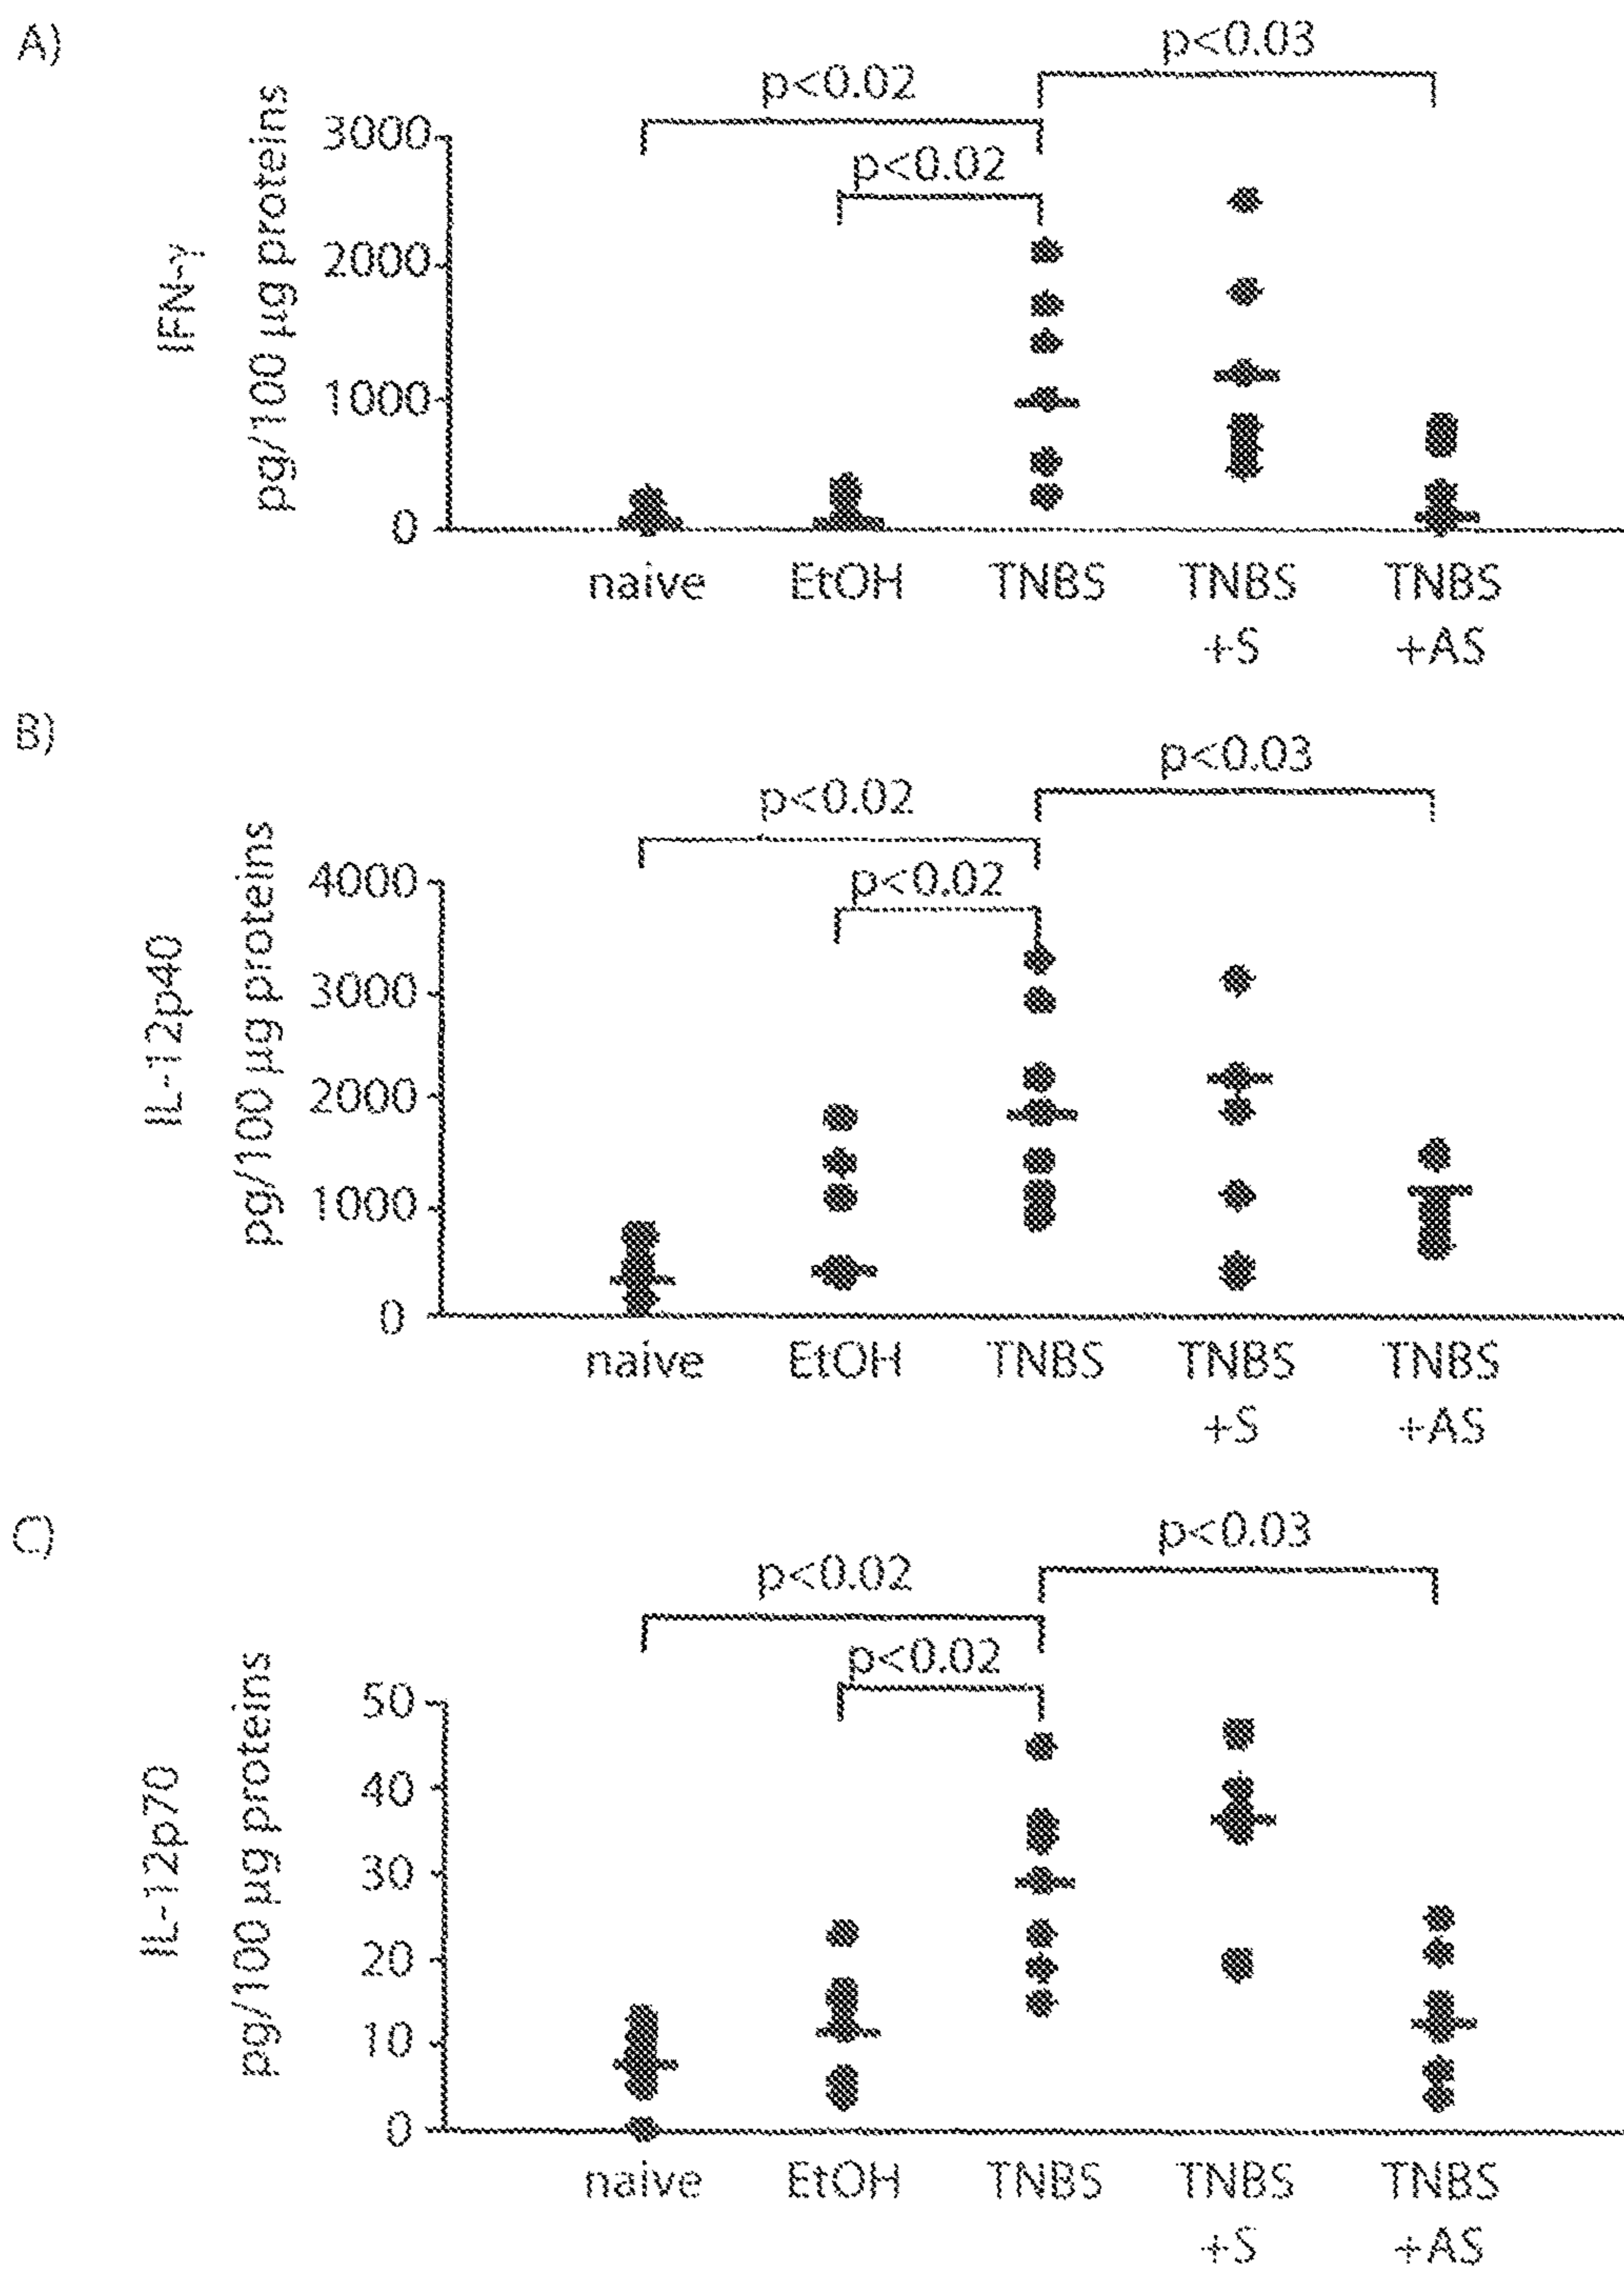 A)
p<0.03
p<0.02
p<0.02
IFN-γ
pg/100 µg proteins
3000
2000
1000
0
naive EtOH TNBS TNBS TNBS
+S +AS
B)
p<0.03
p<0.02
p<0.02
IL-12p40
pg/100 µg proteins
4000
3000
2000
1000
0
naive EtOH TNBS TNBS TNBS
+S +AS
C)
p<0.03
p<0.02
p<0.02
IL-12p70
pg/100 µg proteins
50
40
30
20
10
0
naive EtOH TNBS TNBS TNBS
+S +AS